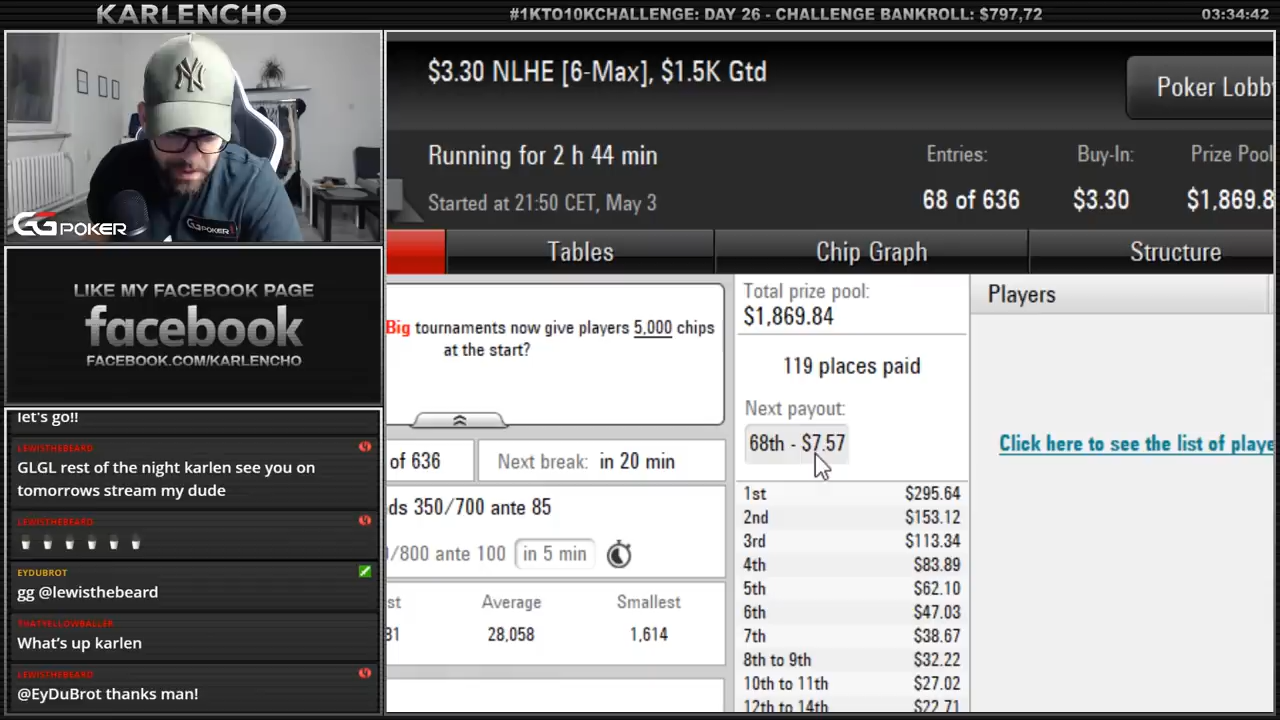 KARLENCHO
#1KTO10KCHALLENGE: DAY 26 - CHALLENGE BANKROLL: $797,72
03:34:42
NY
GGPOKER
GGPOKER
LIKE MY FACEBOOK PAGE
facebook
FACEBOOK.COM/KARLENCHO
let's go!!
LEWISTHEBEARD
GLGL rest of the night karlen see you on
tomorrows stream my dude
LEWISTHEBEARD
EYDUBROT
gg @lewisthebeard
THATYELLOWBALLER
What's up karlen
LEWISTHEBEARD
@EyDuBrot thanks man!
$3.30 NLHE [6-Max], $1.5K Gtd
Poker Lobb
Running for 2 h 44 min
Started at 21:50 CET, May 3
Entries:
68 of 636
Buy-In:
$3.30
Prize Pool
$1,869.8
Tables
Chip Graph
Structure
Big tournaments now give players 5,000 chips
at the start?
of 636
Next break: in 20 min
ds 350/700 ante 85
/800 ante 100 in 5 min
st
Average
Smallest
31
28,058
1,614
Total prize pool:
$1,869.84
119 places paid
Next payout:
68th - $7.57
1st $295.64
2nd $153.12
3rd $113.34
4th $83.89
5th $62.10
6th $47.03
7th $38.67
8th to 9th $32.22
10th to 11th $27.02
12th to 14th $22.71
Players
Click here to see the list of playe